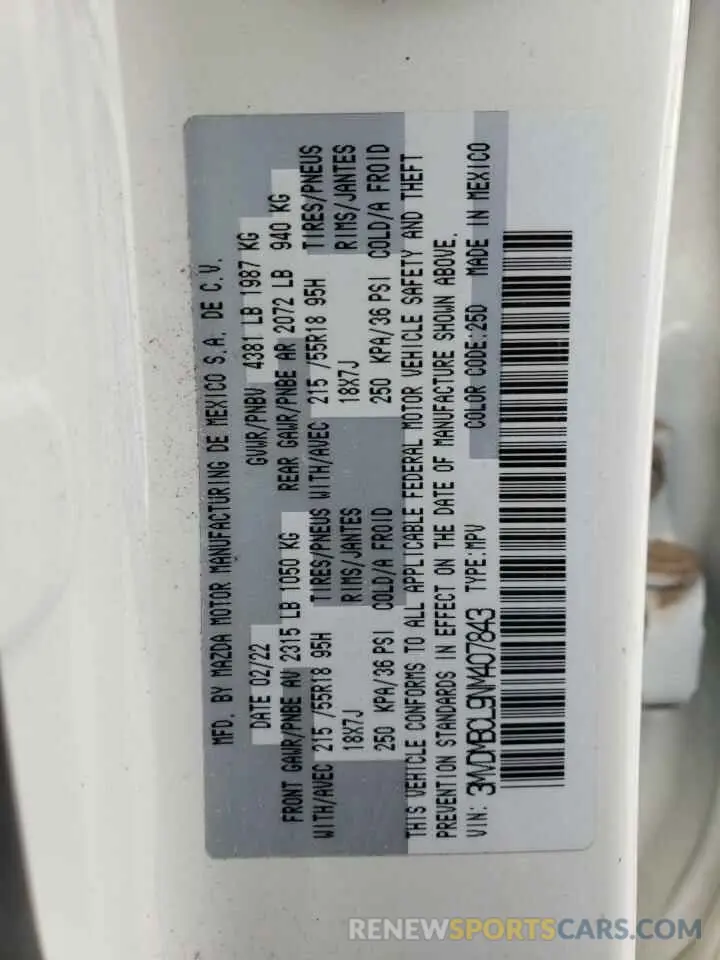 MFD. BY MAZDA MOTOR MANUFACTURING DE MEXICO S.A. DE C.V.
DATE 02/22 GVWR/PNBV 4381 LB 1987 KG
FRONT GAWR/PNBE AV 2315 LB 1050 KG REAR GAWR/PNBE AR 2072 LB 940 KG
WITH/AVEC 215 /55R18 95H TIRES/PNEUS WITH/AVEC 215 /55R18 95H TIRES/PNEUS
18X7J RIMS/JANTES 18X7J RIMS/JANTES
250 KPA/36 PSI COLD/A FROID 250 KPA/36 PSI COLD/A FROID
THIS VEHICLE CONFORMS TO ALL APPLICABLE FEDERAL MOTOR VEHICLE SAFETY AND THEFT
PREVENTION STANDARDS IN EFFECT ON THE DATE OF MANUFACTURE SHOWN ABOVE.
VIN: 3MVDMBCL9NM407843 TYPE:MPV COLOR CODE:25D MADE IN MEXICO
RENEWSPORTSCARS.COM